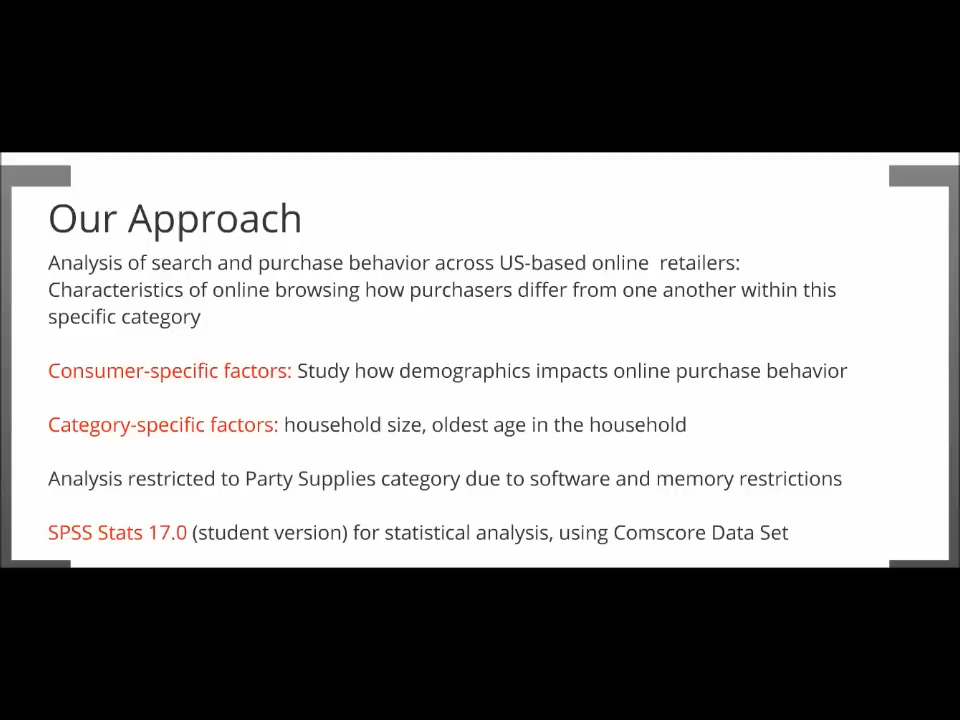 Our Approach
Analysis of search and purchase behavior across US-based online  retailers:
Characteristics of online browsing how purchasers differ from one another within this
specific category
Consumer-specific factors: Study how demographics impacts online purchase behavior
Category-specific factors: household size, oldest age in the household
Analysis restricted to Party Supplies category due to software and memory restrictions
SPSS Stats 17.0 (student version) for statistical analysis, using Comscore Data Set